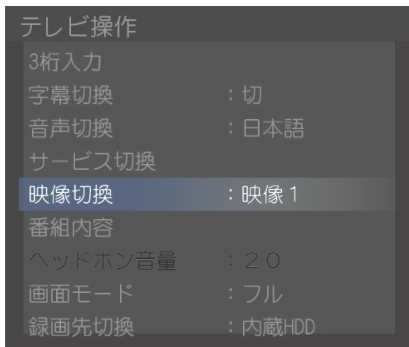 テレビ操作
3桁入力
字幕切換 :切
音声切換 :日本語
サービス切換
映像切換 :映像1
番組内容
ヘッドホン音量 :20
画面モード :フル
録画先切換 :内蔵HDD